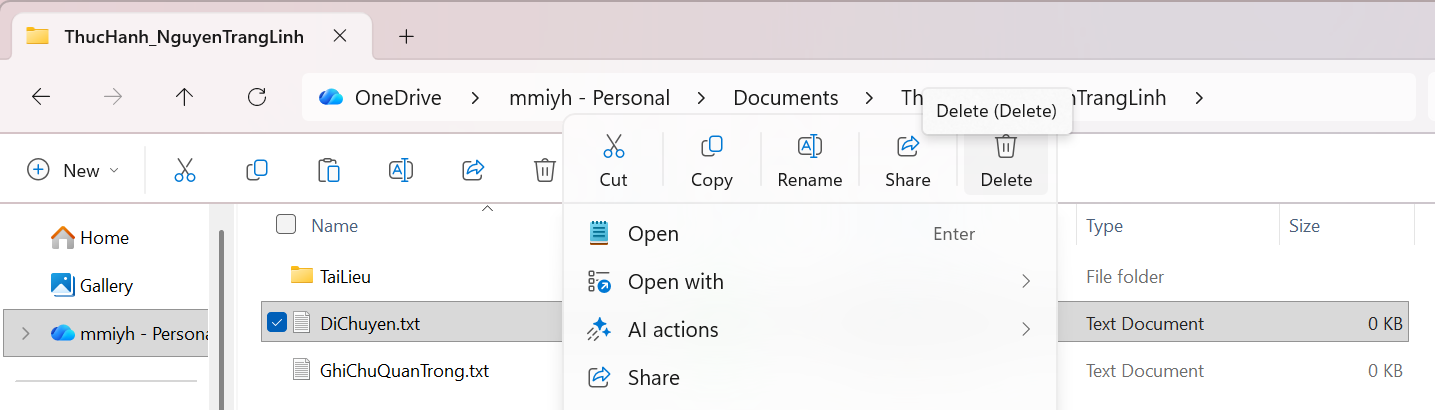 ThucHanh_NguyenTrangLinh
OneDrive > mmiyh - Personal > Documents > Th nTrangLinh >
Delete (Delete)
New
Cut Copy Rename Share Delete
Home
Gallery
mmiyh - Persona
Name Type Size
TaiLieu File folder
DiChuyen.txt Text Document 0 KB
GhiChuQuanTrong.txt Text Document 0 KB
Open Enter
Open with
AI actions
Share